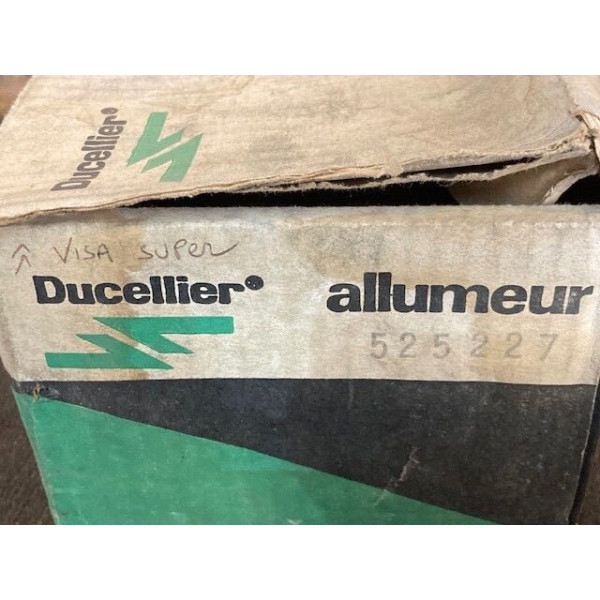 Ducellier®
VISA SUPER
Ducellier® allumeur
525227